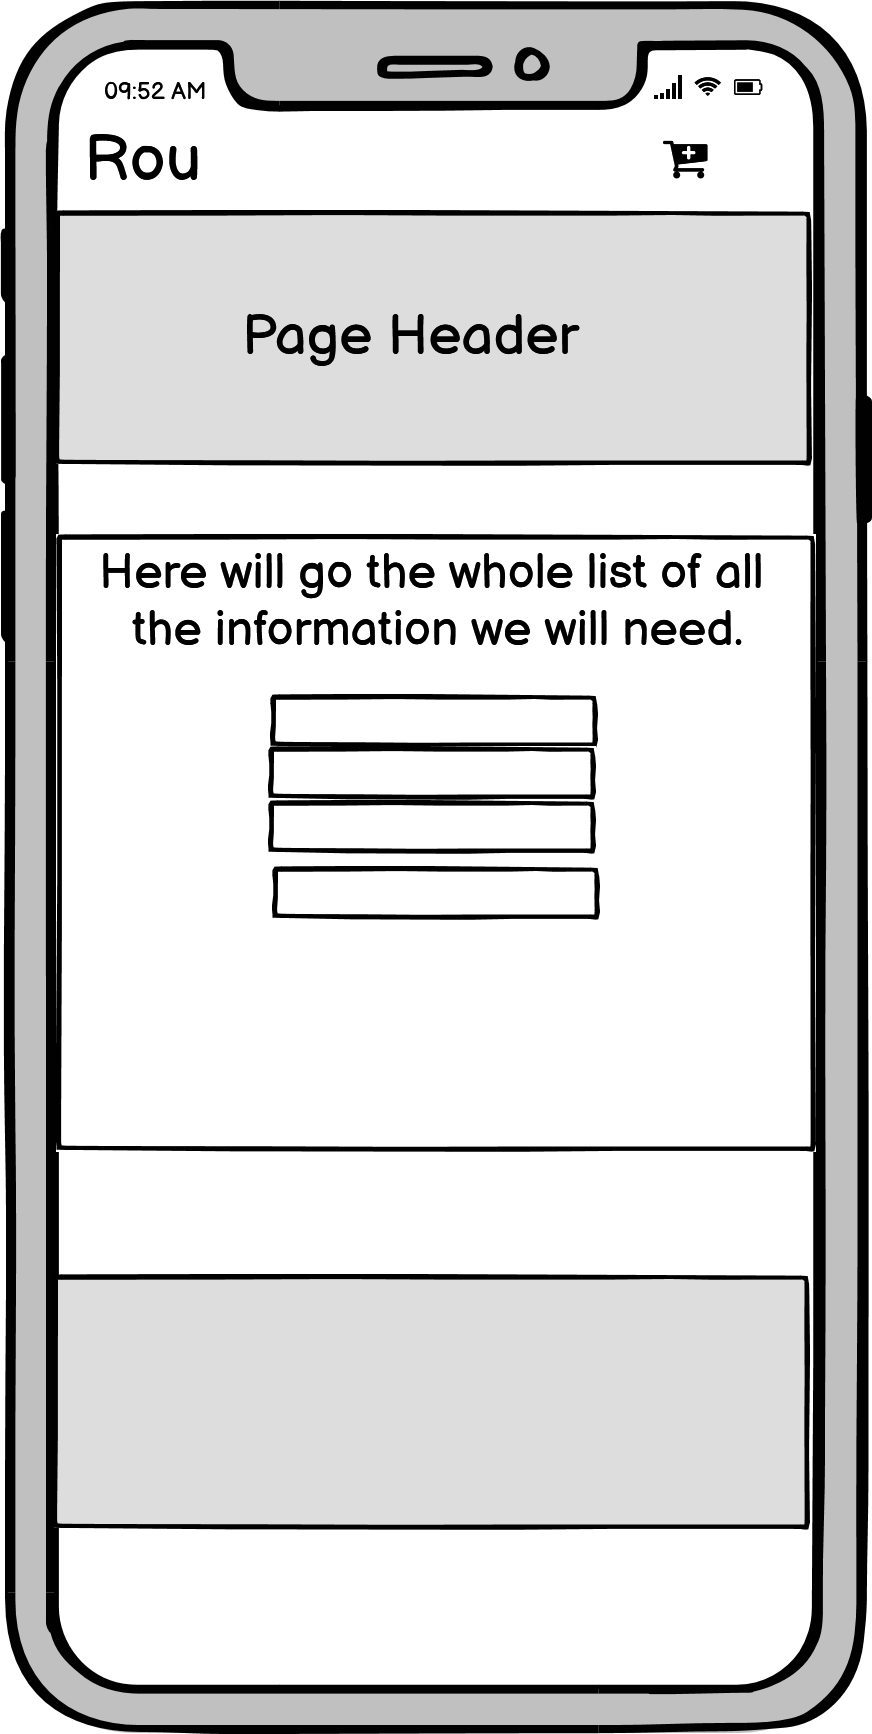 09:52 AM
Rou
Page Header
Here will go the whole list of all
the information we will need.